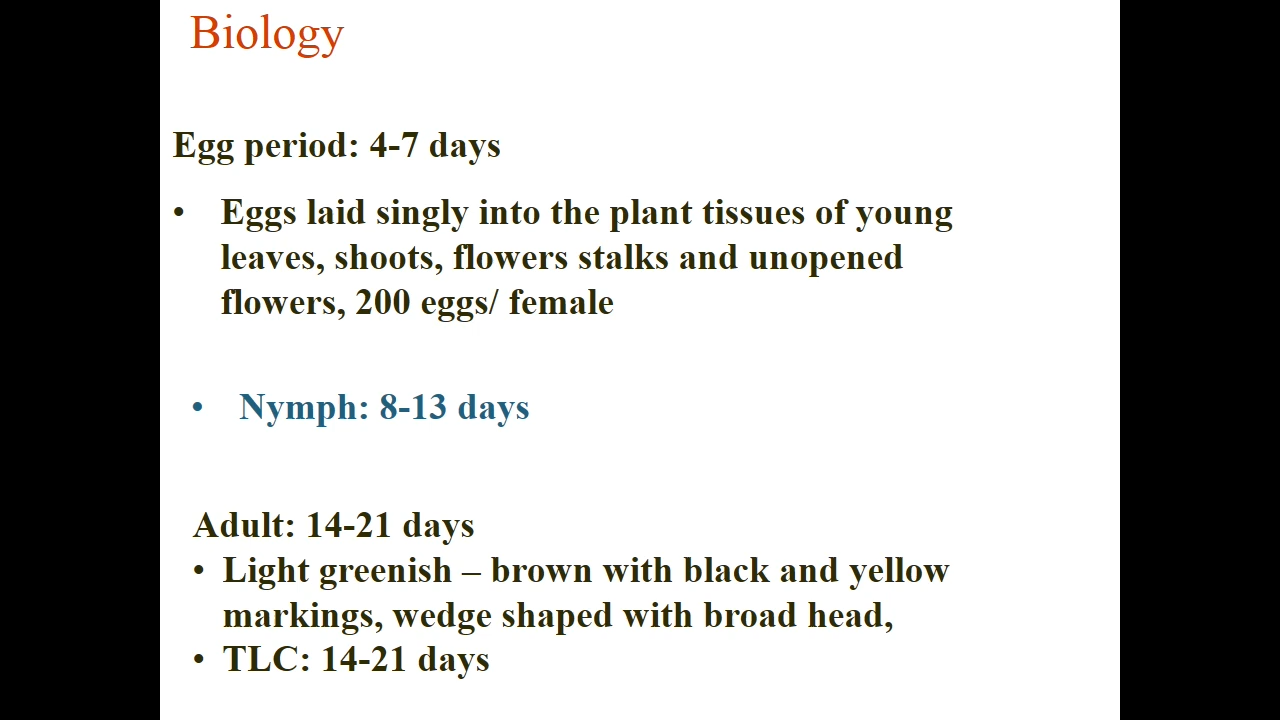 Biology
Egg period: 4-7 days
• Eggs laid singly into the plant tissues of young
leaves, shoots, flowers stalks and unopened
flowers, 200 eggs/ female
• Nymph: 8-13 days
Adult: 14-21 days
• Light greenish – brown with black and yellow
markings, wedge shaped with broad head,
• TLC: 14-21 days